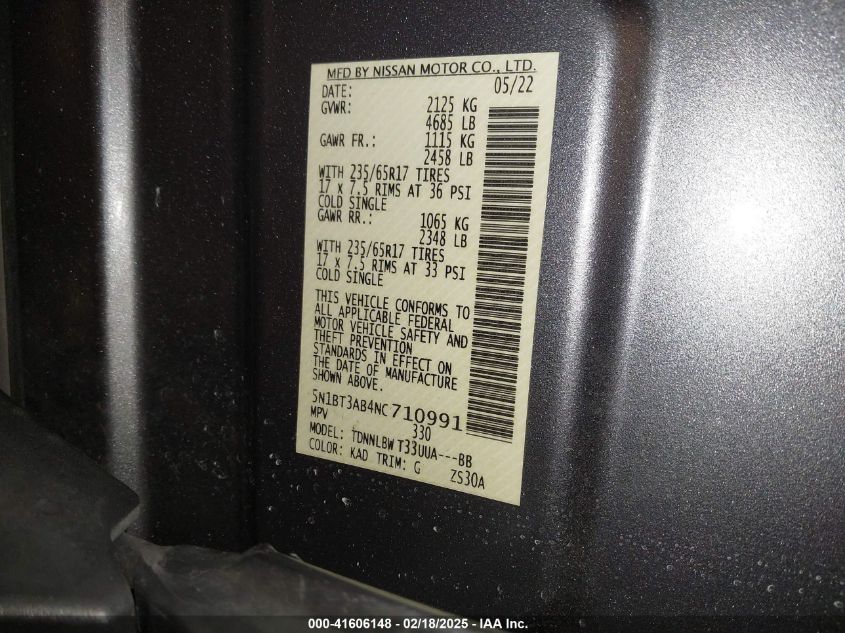 MFD BY NISSAN MOTOR CO., LTD.
DATE: 05/22
GVWR: 2125 KG
4685 LB
GAWR FR.: 1115 KG
2458 LB
WITH 235/65R17 TIRES
17 x 7.5 RIMS AT 36 PSI
COLD SINGLE
GAWR RR.: 1065 KG
2348 LB
WITH 235/65R17 TIRES
17 x 7.5 RIMS AT 33 PSI
COLD SINGLE
THIS VEHICLE CONFORMS TO
ALL APPLICABLE FEDERAL
MOTOR VEHICLE SAFETY AND
THEFT PREVENTION
STANDARDS IN EFFECT ON
THE DATE OF MANUFACTURE
SHOWN ABOVE.
5N1BT3AB4NC710991
MPV 330
MODEL: TDNNLBW T33UUA---BB
COLOR: KAD TRIM: G ZS30A
000-41606148 - 02/18/2025 - IAA Inc.